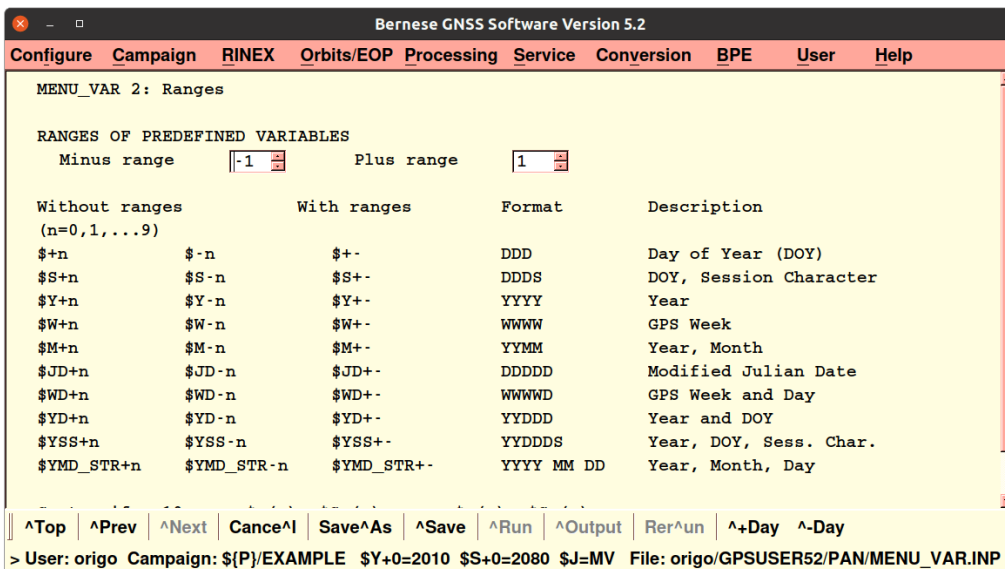 Bernese GNSS Software Version 5.2
Configure Campaign RINEX Orbits/EOP Processing Service Conversion BPE User Help
MENU_VAR 2: Ranges
RANGES OF PREDEFINED VARIABLES
Minus range -1 Plus range 1
Without ranges With ranges Format Description
(n=0,1,...9)
$+n $-n $+- DDD Day of Year (DOY)
$S+n $S-n $S+- DDDS DOY, Session Character
$Y+n $Y-n $Y+- YYYY Year
$W+n $W-n $W+- WWWW GPS Week
$M+n $M-n $M+- YYMM Year, Month
$JD+n $JD-n $JD+- DDDDD Modified Julian Date
$WD+n $WD-n $WD+- WWWWD GPS Week and Day
$YD+n $YD-n $YD+- YYDDD Year and DOY
$YSS+n $YSS-n $YSS+- YYDDDS Year, DOY, Sess. Char.
$YMD_STR+n $YMD_STR-n $YMD_STR+- YYYY MM DD Year, Month, Day
^Top ^Prev ^Next Cance^l Save^As ^Save ^Run ^Output Rer^un ^+Day ^-Day
> User: origo Campaign: ${P}/EXAMPLE $Y+0=2010 $S+0=2080 $J=MV File: origo/GPSUSER52/PAN/MENU_VAR.INP